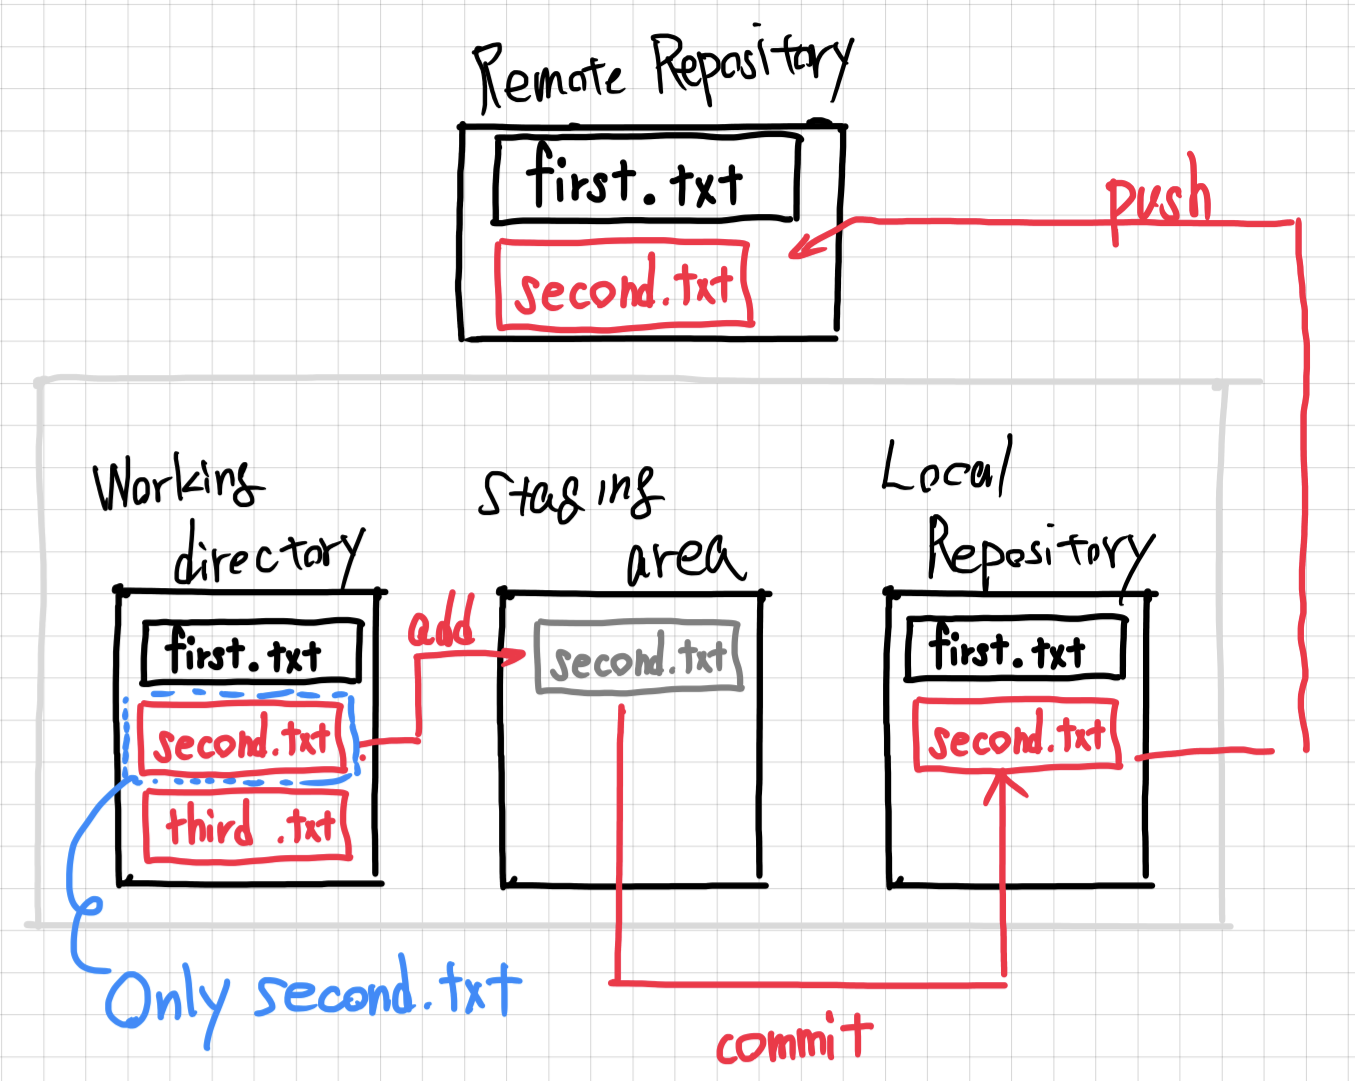 Remote Repository
first.txt
push
second.txt
Working
directory
Staging
area
Local
Repository
add
first.txt
second.txt
third .txt
second.txt
first.txt
second.txt
Only second.txt
commit